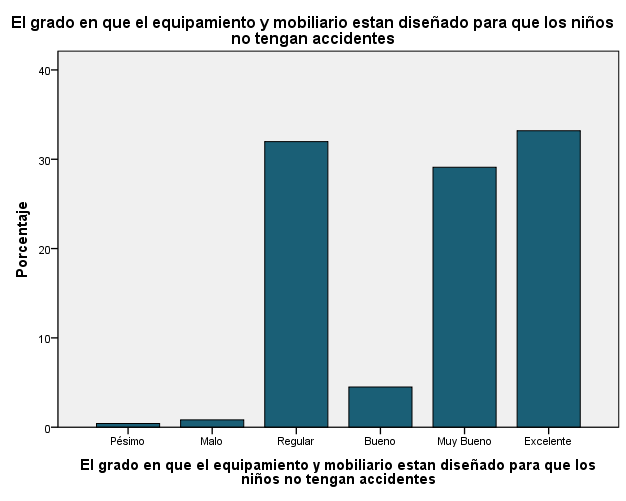 El grado en que el equipamiento y mobiliario estan diseñado para que los niños
no tengan accidentes
40
30
20
10
0
Porcentaje
Pésimo
Malo
Regular
Bueno
Muy Bueno
Excelente
El grado en que el equipamiento y mobiliario estan diseñado para que los
niños no tengan accidentes